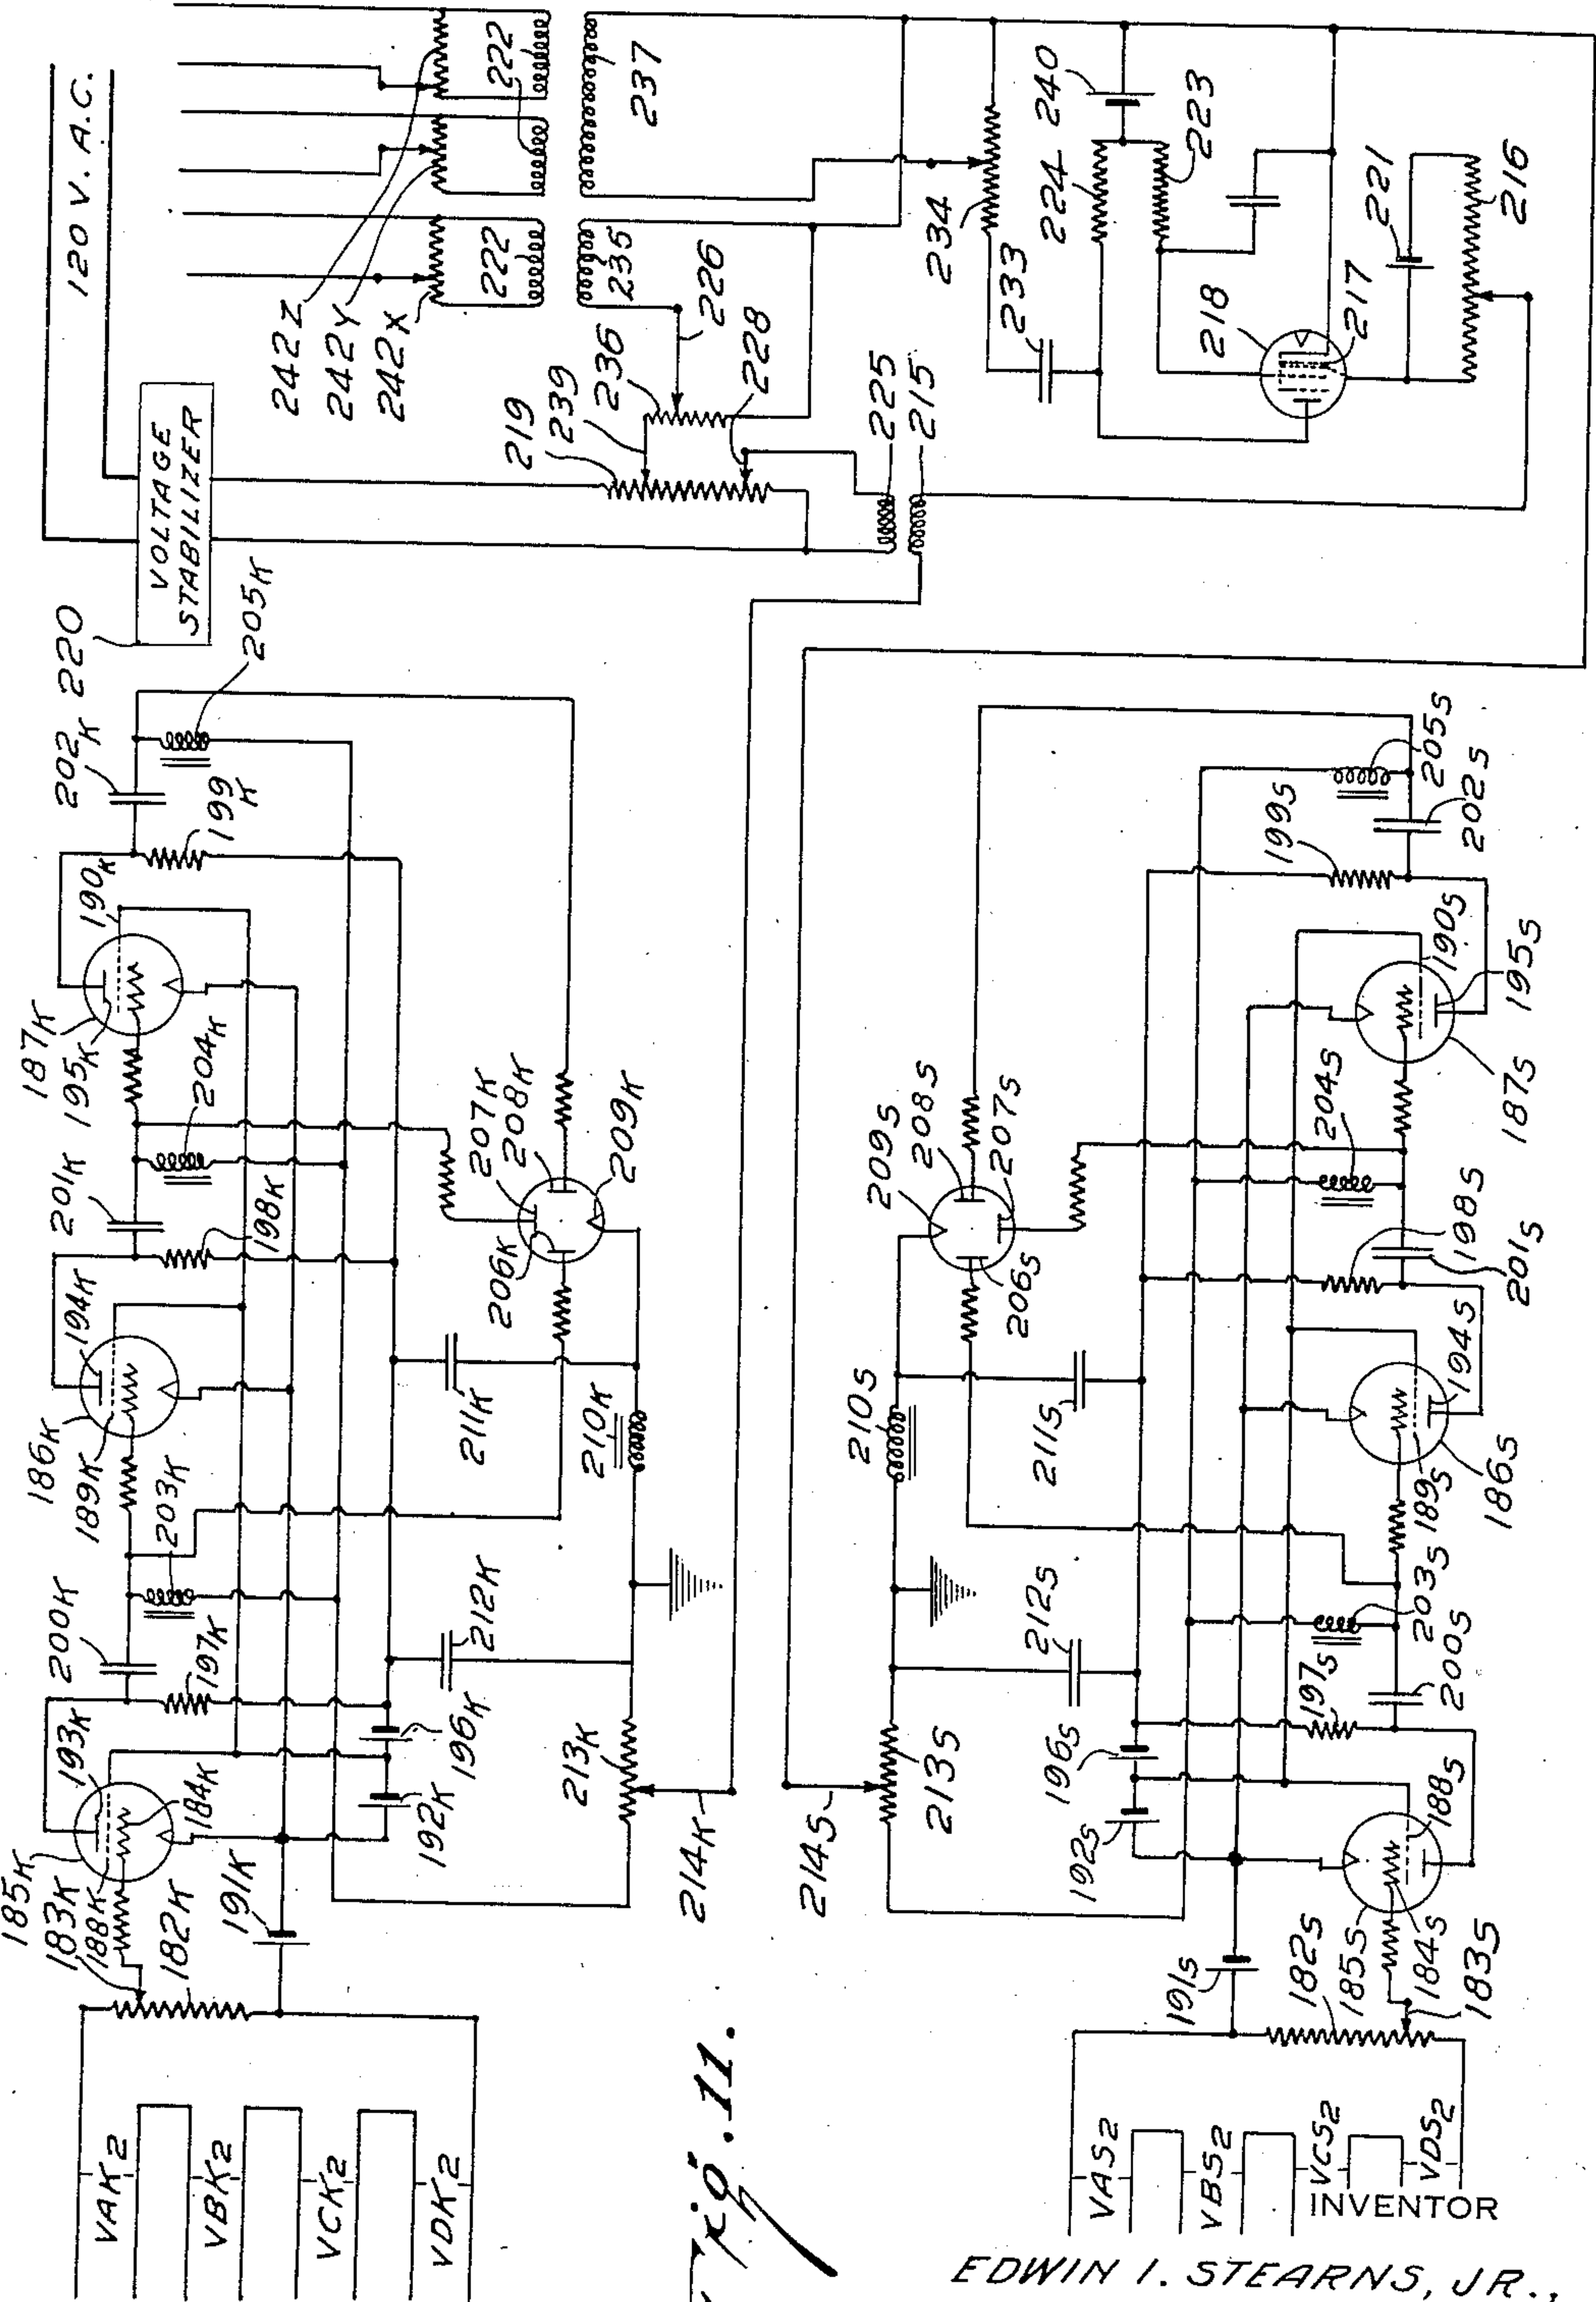 120 V. A.C.
VOLTAGE
STABILIZER
220
242Z
242Y
242X
222
222
237
235
226
236
239
219
228
225
215
234
233
224
240
223
218
217
221
216
202K
205K
199K
190K
187K
195K
204K
201K
198K
194K
186K
189K
203K
200K
197K
193K
184K
185K
183K
188K
182K
191K
192K
196K
212K
211K
210K
213K
214K
206K
207K
208K
209K
VAK2
VBK2
VCK2
VDK2
205S
202S
199S
190S
195S
187S
204S
198S
201S
194S
186S
189S
203S
200S
197S
188S
184S
185S
183S
182S
191S
192S
196S
212S
211S
210S
213S
214S
206S
207S
208S
209S
VAS2
VBS2
VCS2
VDS2
Fig. 11.
INVENTOR
EDWIN I. STEARNS, JR.,